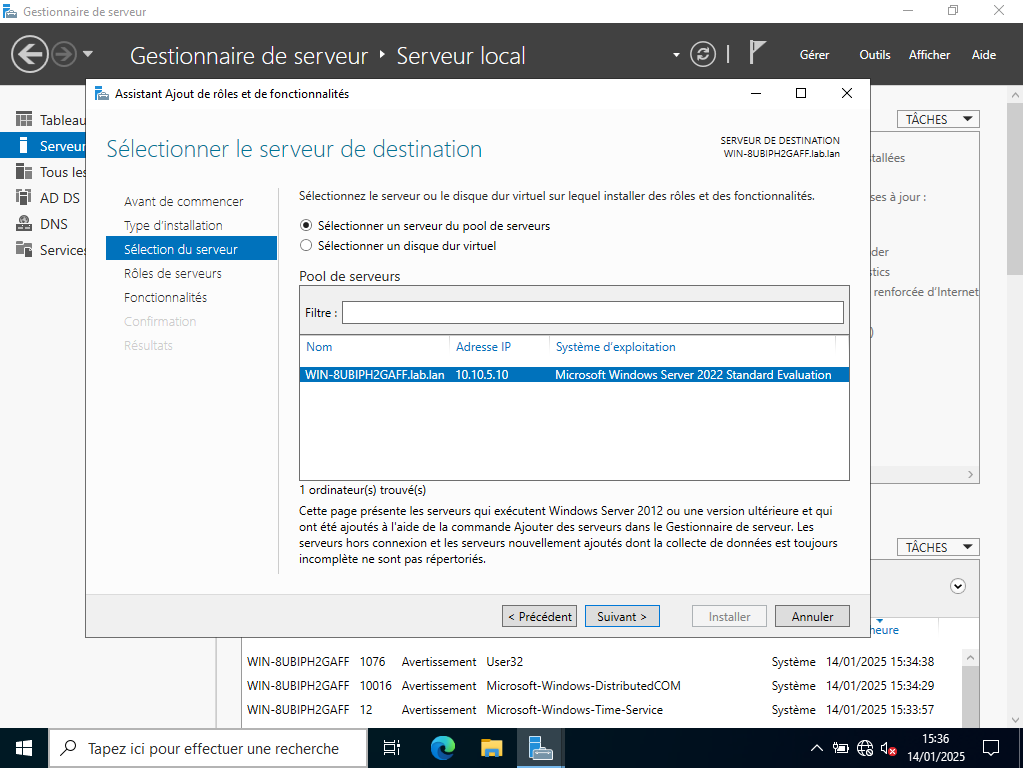 Gestionnaire de serveur
Gestionnaire de serveur ‣ Serveur local
Gérer Outils Afficher Aide
Tableau
Serveur
Tous les
AD DS
DNS
Services
TÂCHES
tallées
ses à jour :
der
stics
renforcée d'Internet
)
TÂCHES
heure
Assistant Ajout de rôles et de fonctionnalités
Sélectionner le serveur de destination
SERVEUR DE DESTINATION
WIN-8UBIPH2GAFF.lab.lan
Avant de commencer
Type d'installation
Sélection du serveur
Rôles de serveurs
Fonctionnalités
Confirmation
Résultats
Sélectionnez le serveur ou le disque dur virtuel sur lequel installer des rôles et des fonctionnalités.
Sélectionner un serveur du pool de serveurs
Sélectionner un disque dur virtuel
Pool de serveurs
Filtre :
Nom Adresse IP Système d'exploitation
WIN-8UBIPH2GAFF.lab.lan 10.10.5.10 Microsoft Windows Server 2022 Standard Evaluation
1 ordinateur(s) trouvé(s)
Cette page présente les serveurs qui exécutent Windows Server 2012 ou une version ultérieure et qui
ont été ajoutés à l'aide de la commande Ajouter des serveurs dans le Gestionnaire de serveur. Les
serveurs hors connexion et les serveurs nouvellement ajoutés dont la collecte de données est toujours
incomplète ne sont pas répertoriés.
< Précédent Suivant > Installer Annuler
WIN-8UBIPH2GAFF 1076 Avertissement User32 Système 14/01/2025 15:34:38
WIN-8UBIPH2GAFF 10016 Avertissement Microsoft-Windows-DistributedCOM Système 14/01/2025 15:34:29
WIN-8UBIPH2GAFF 12 Avertissement Microsoft-Windows-Time-Service Système 14/01/2025 15:33:57
Tapez ici pour effectuer une recherche
15:36
14/01/2025